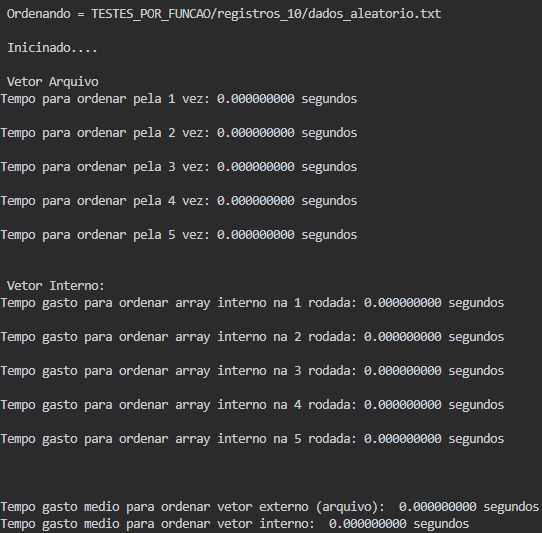 Ordenando = TESTES_POR_FUNCAO/registros_10/dados_aleatorio.txt
Inicinado....
Vetor Arquivo
Tempo para ordenar pela 1 vez: 0.000000000 segundos
Tempo para ordenar pela 2 vez: 0.000000000 segundos
Tempo para ordenar pela 3 vez: 0.000000000 segundos
Tempo para ordenar pela 4 vez: 0.000000000 segundos
Tempo para ordenar pela 5 vez: 0.000000000 segundos
Vetor Interno:
Tempo gasto para ordenar array interno na 1 rodada: 0.000000000 segundos
Tempo gasto para ordenar array interno na 2 rodada: 0.000000000 segundos
Tempo gasto para ordenar array interno na 3 rodada: 0.000000000 segundos
Tempo gasto para ordenar array interno na 4 rodada: 0.000000000 segundos
Tempo gasto para ordenar array interno na 5 rodada: 0.000000000 segundos
Tempo gasto medio para ordenar vetor externo (arquivo):  0.000000000 segundos
Tempo gasto medio para ordenar vetor interno:  0.000000000 segundos